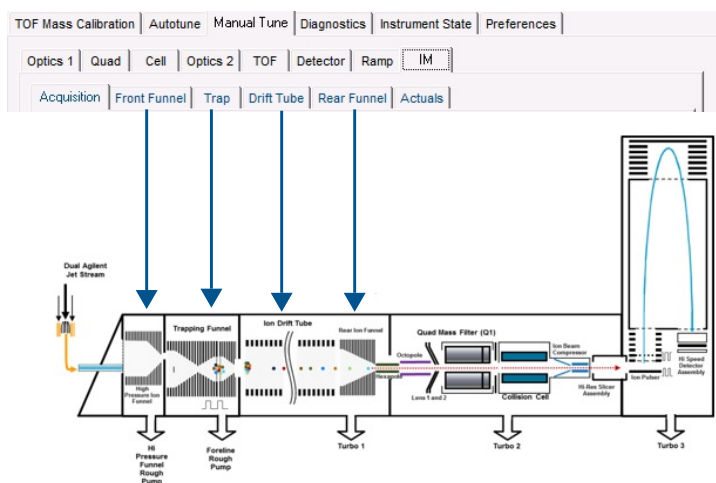 TOF Mass Calibration Autotune Manual Tune Diagnostics Instrument State Preferences
Optics 1 Quad Cell Optics 2 TOF Detector Ramp IM
Acquisition Front Funnel Trap Drift Tube Rear Funnel Actuals
Dual Agilent
Jet Stream
Trapping Funnel
Ion Drift Tube
Rear Ion Funnel
Quad Mass Filter (Q1)
Octopole
Ion Beam
Compressor
High
Pressure Ion
Funnel
Hexapole
Lens 1 and 2
Collision Cell
Hi-Res Slicer
Assembly
Ion Pulser
Hi Speed
Detector
Assembly
Hi
Pressure
Funnel
Rough
Pump
Foreline
Rough
Pump
Turbo 1
Turbo 2
Turbo 3